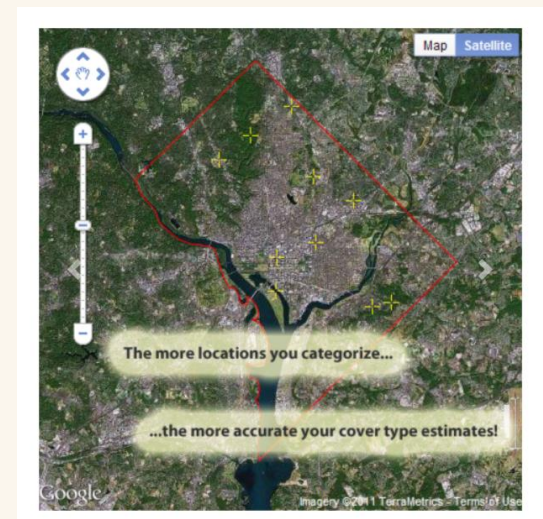 Map Satellite
The more locations you categorize...
...the more accurate your cover type estimates!
Google
Imagery ©2011 TerraMetrics - Terms of Use